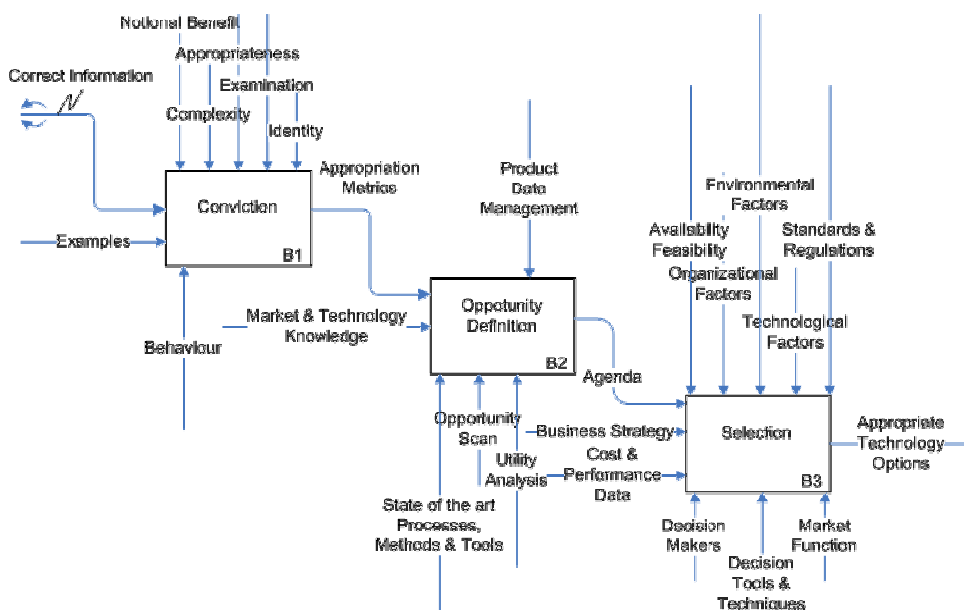 Notional Benefit
Appropriateness
Correct Information
N
Examination
Complexity
Identity
Appropriation
Metrics
Product
Data
Management
Environmental
Factors
Conviction
Availability
Feasibility
Standards &
Regulations
Examples
B1
Organizational
Factors
Market & Technology
Knowledge
Oppotunity
Definition
Technological
Factors
Behaviour
B2
Agenda
Opportunity
Scan
Business Strategy
Selection
Appropriate
Technology
Options
Utility
Analysis
Cost &
Performance
Data
B3
State of the art
Processes,
Methods & Tools
Decision
Makers
Market
Function
Decision
Tools &
Techniques